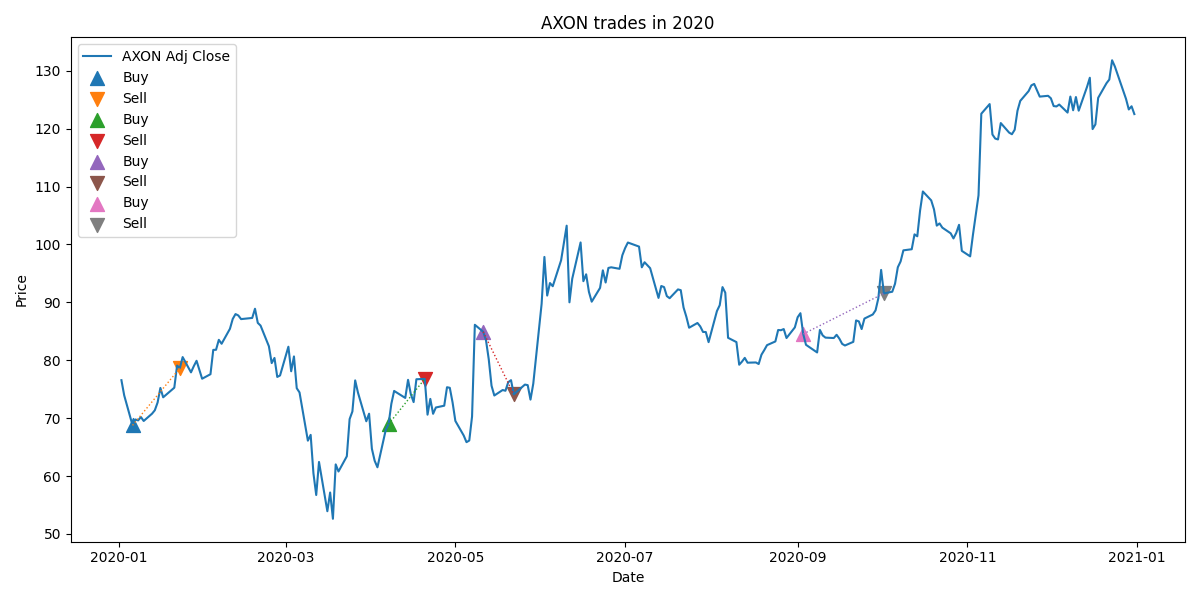 AXON trades in 2020
AXON Adj Close
Buy
Sell
Buy
Sell
Buy
Sell
Buy
Sell
130
120
110
100
90
80
70
60
50
Price
2020-01
2020-03
2020-05
2020-07
2020-09
2020-11
2021-01
Date